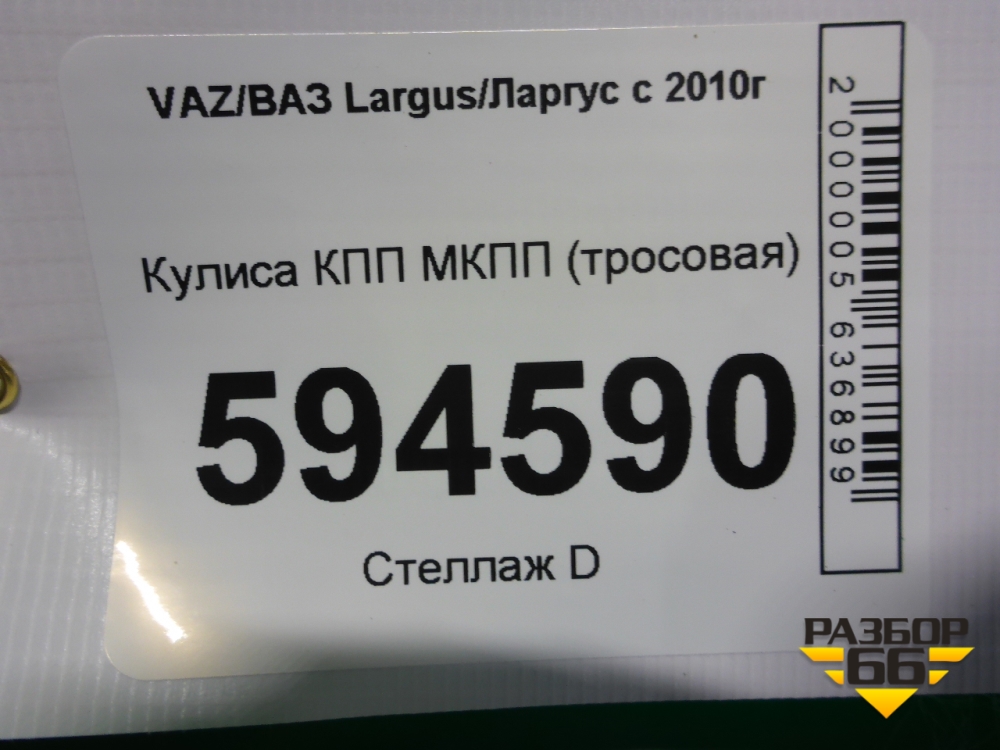 VAZ/ВАЗ Largus/Ларгус с 2010г
Кулиса КПП МКПП (тросовая)
594590
Стеллаж D
2000005636899
РАЗБОР
66